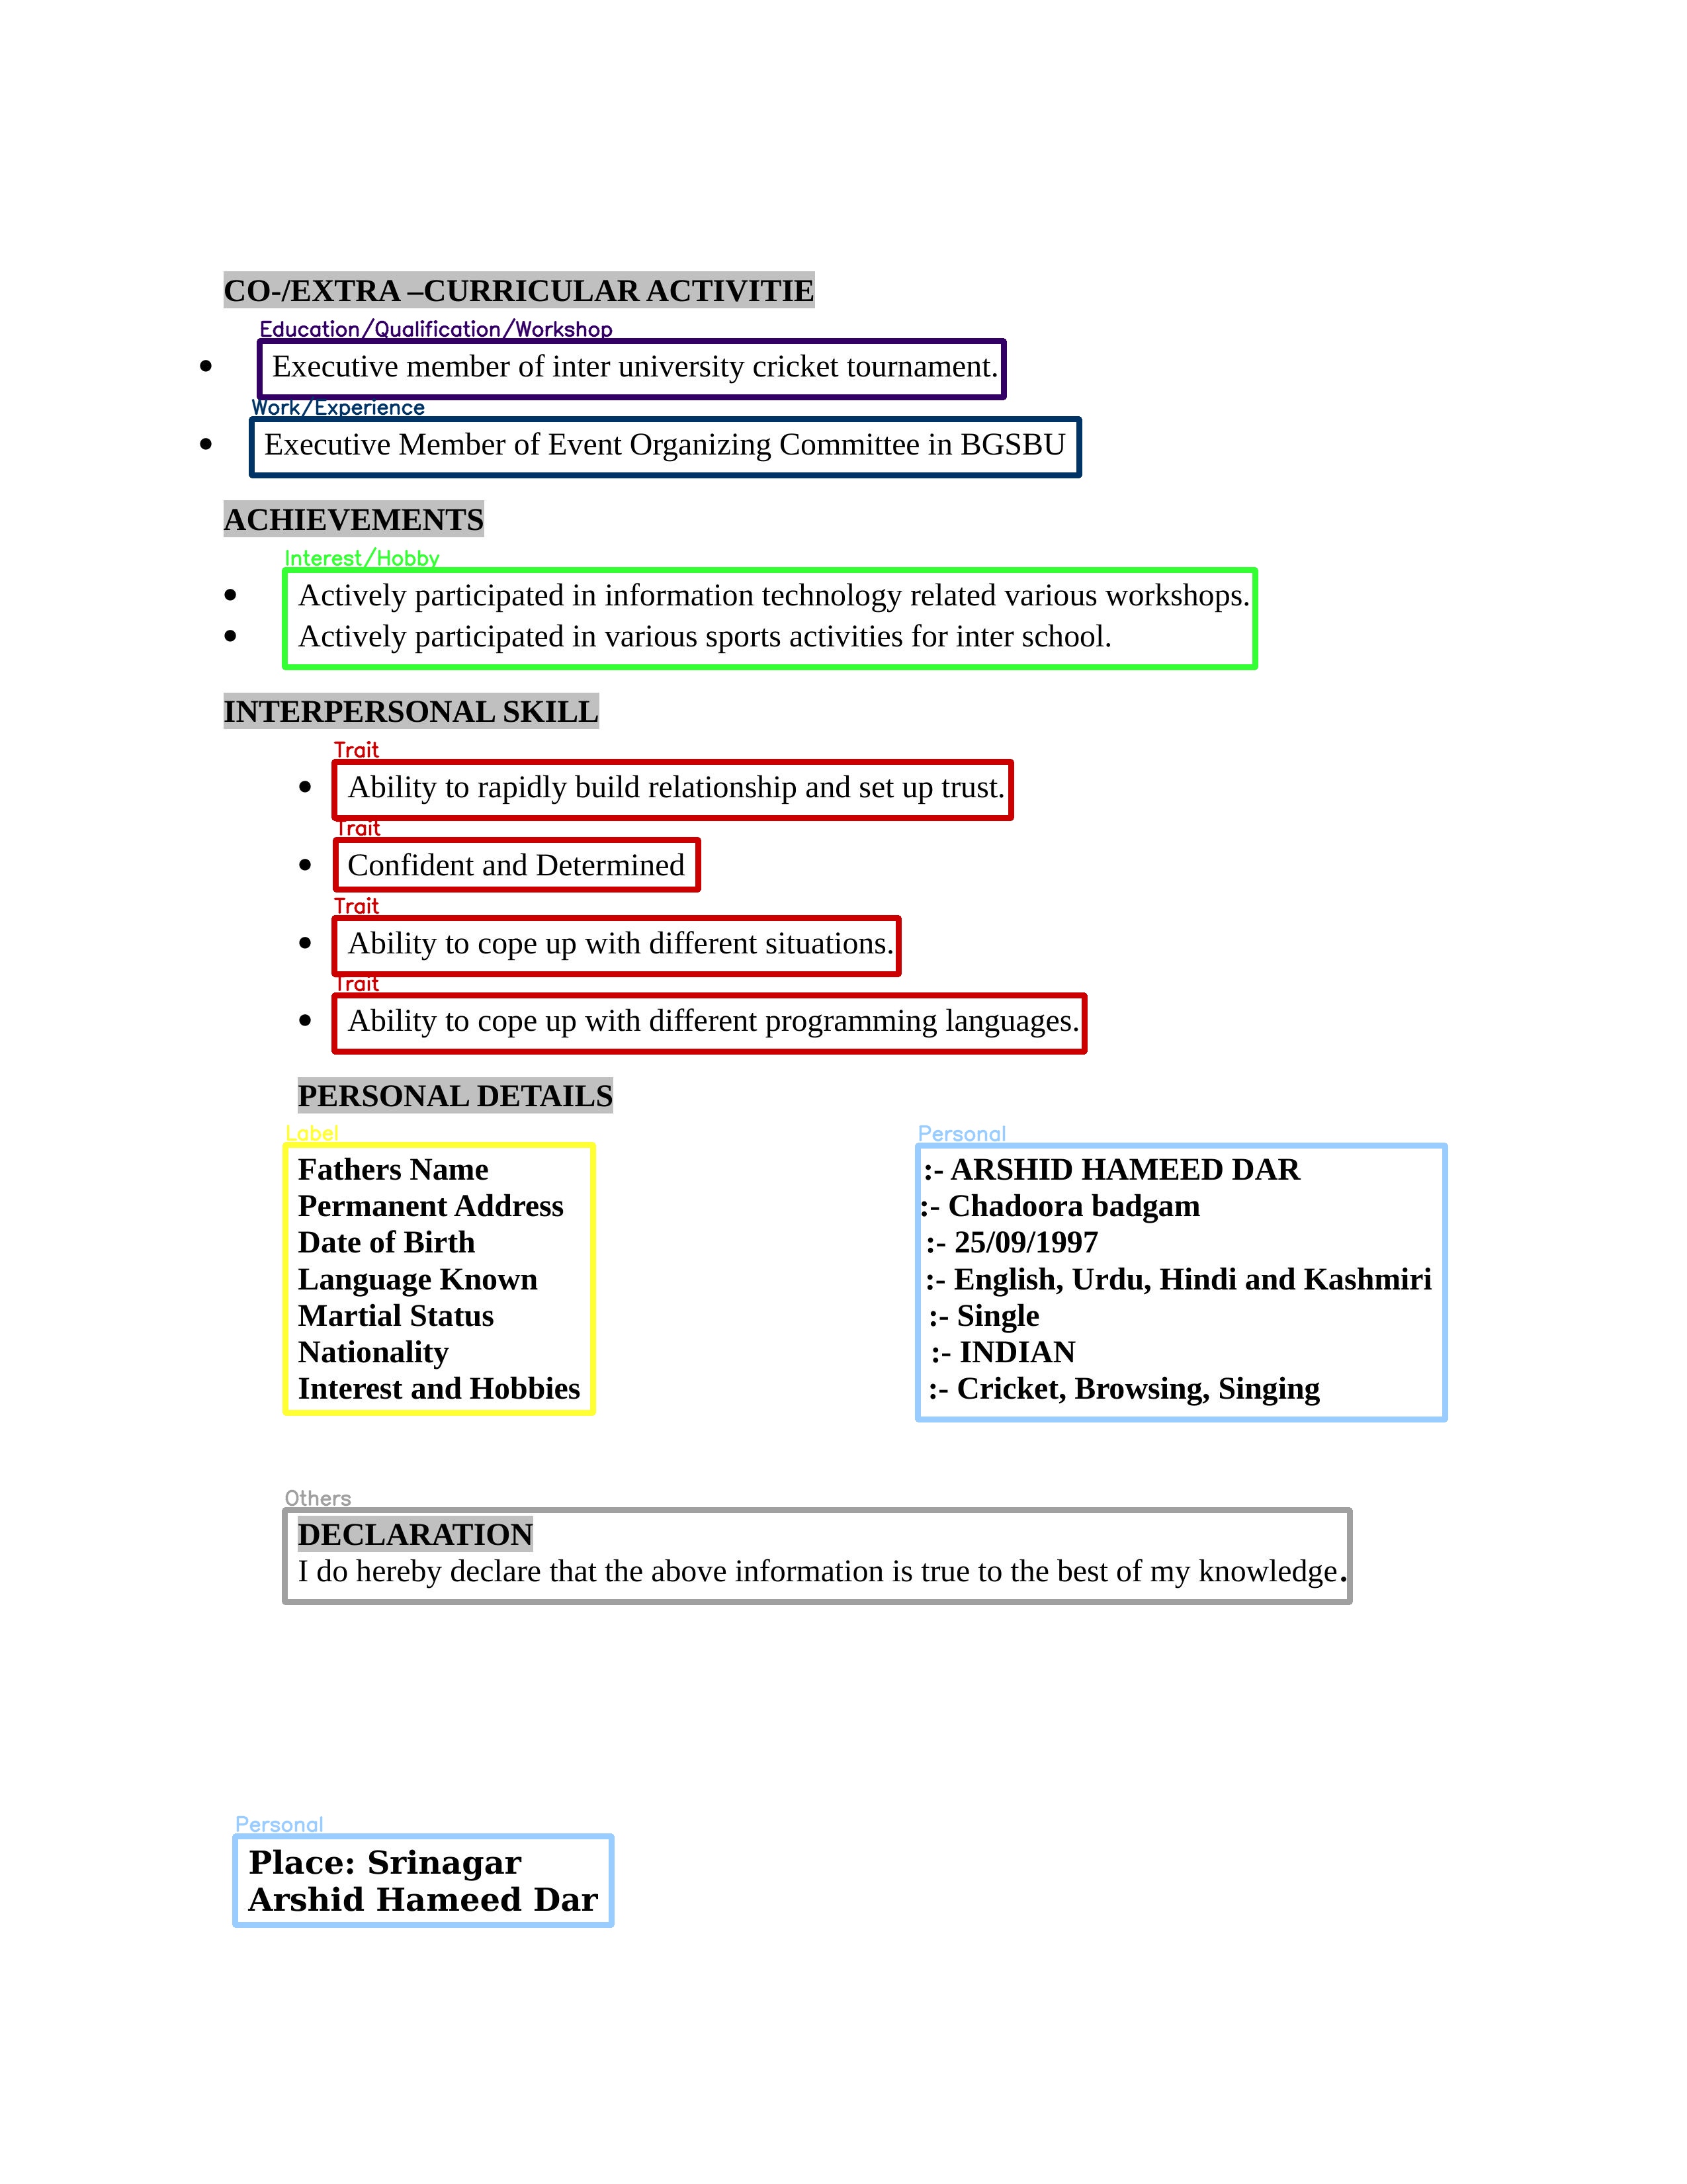 CO-/EXTRA –CURRICULAR ACTIVITIE
Education/Qualification/Workshop
• Executive member of inter university cricket tournament.
Work/Experience
• Executive Member of Event Organizing Committee in BGSBU
ACHIEVEMENTS
Interest/Hobby
• Actively participated in information technology related various workshops.
• Actively participated in various sports activities for inter school.
INTERPERSONAL SKILL
Trait
• Ability to rapidly build relationship and set up trust.
Trait
• Confident and Determined
Trait
• Ability to cope up with different situations.
Trait
• Ability to cope up with different programming languages.
PERSONAL DETAILS
Label Personal
Fathers Name :- ARSHID HAMEED DAR
Permanent Address :- Chadoora badgam
Date of Birth :- 25/09/1997
Language Known :- English, Urdu, Hindi and Kashmiri
Martial Status :- Single
Nationality :- INDIAN
Interest and Hobbies :- Cricket, Browsing, Singing
Others
DECLARATION
I do hereby declare that the above information is true to the best of my knowledge.
Personal
Place: Srinagar
Arshid Hameed Dar